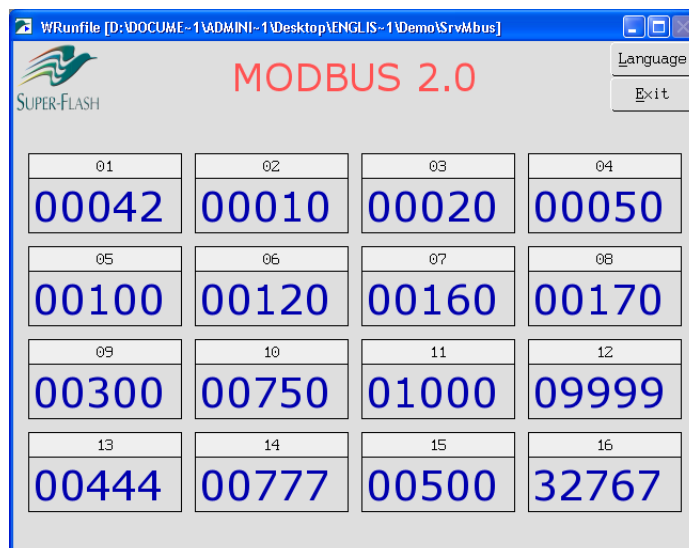 WRunfile [D:\DOCUME~1\ADMINI~1\Desktop\ENGLIS~1\Demo\SrvMbus]
SUPER-FLASH
MODBUS 2.0
Language
Exit
01 02 03 04
00042 00010 00020 00050
05 06 07 08
00100 00120 00160 00170
09 10 11 12
00300 00750 01000 09999
13 14 15 16
00444 00777 00500 32767